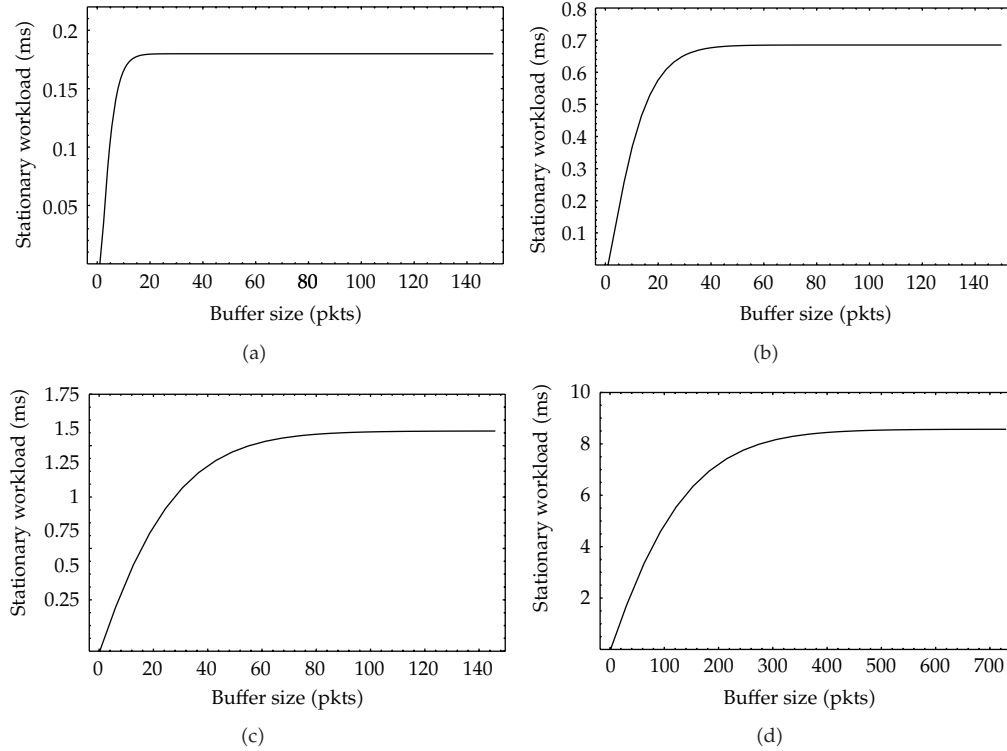 Stationary workload (ms)
0.2
0.15
0.1
0.05
0 20 40 60 80 100 120 140
Buffer size (pkts)
(a)
Stationary workload (ms)
0.8
0.7
0.6
0.5
0.4
0.3
0.2
0.1
0 20 40 60 80 100 120 140
Buffer size (pkts)
(b)
Stationary workload (ms)
1.75
1.5
1.25
1
0.75
0.5
0.25
0 20 40 60 80 100 120 140
Buffer size (pkts)
(c)
Stationary workload (ms)
10
8
6
4
2
0 100 200 300 400 500 600 700
Buffer size (pkts)
(d)